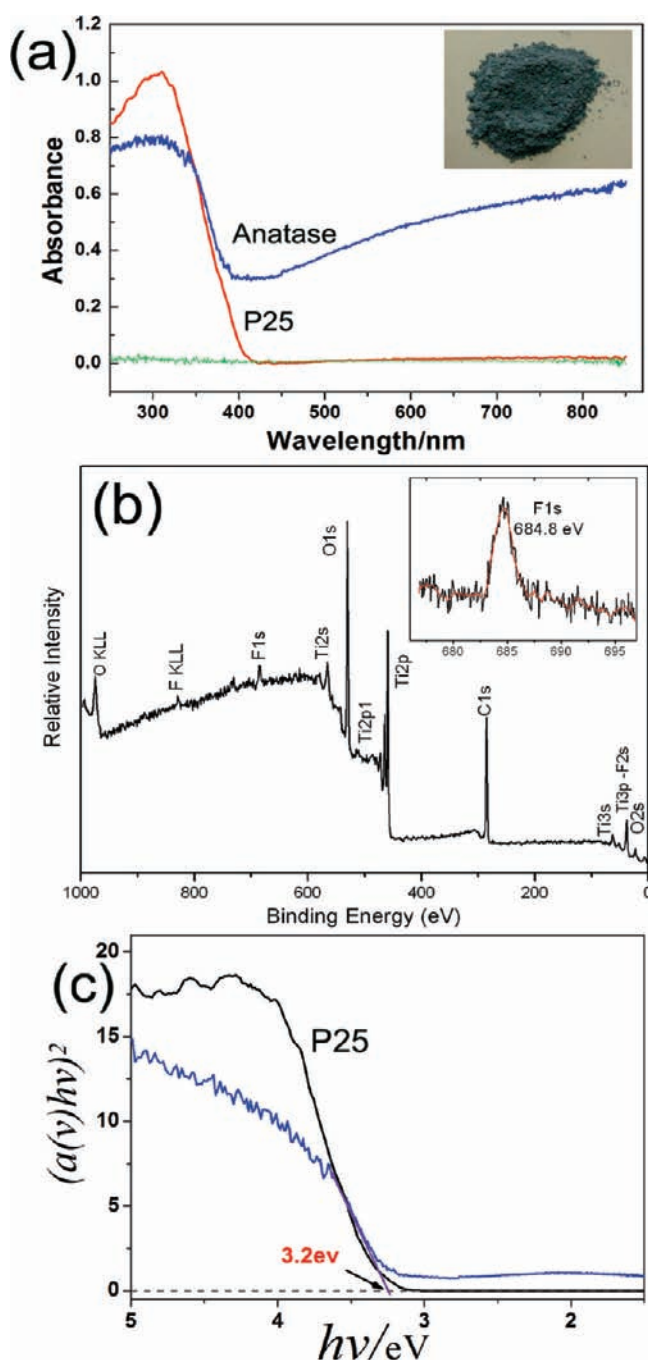 (a)
1.2
1.0
0.8
0.6
0.4
0.2
0.0
Absorbance
Anatase
P25
300 400 500 600 700 800
Wavelength/nm
(b)
Relative Intensity
O KLL
F KLL
F1s
Ti2s
O1s
Ti2p1
Ti2p
C1s
Ti3s
Ti3p -F2s
O2s
F1s
684.8 eV
680 685 690 695
1000 800 600 400 200 0
Binding Energy (eV)
(c)
20
15
10
5
0
(a(ν)hν)²
P25
3.2ev
5 4 3 2
hν/eV